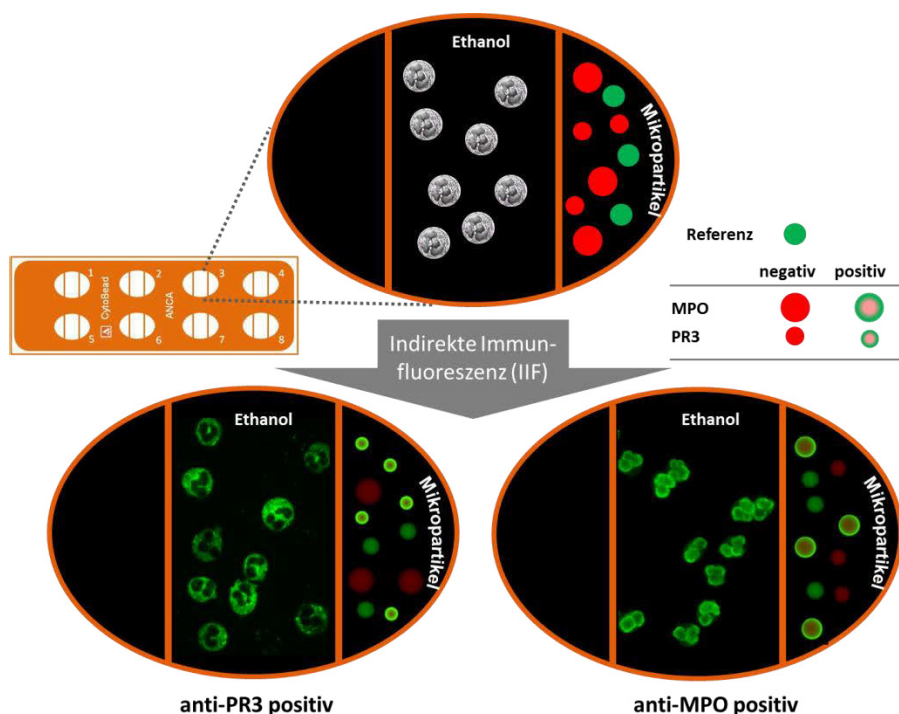 Ethanol
Mikropartikel
Referenz
negativ positiv
MPO
PR3
1 2 3 4
CytoBead
ANCA
5 6 7 8
Indirekte Immun-
fluoreszenz (IIF)
Ethanol
Mikropartikel
Ethanol
Mikropartikel
anti-PR3 positiv
anti-MPO positiv